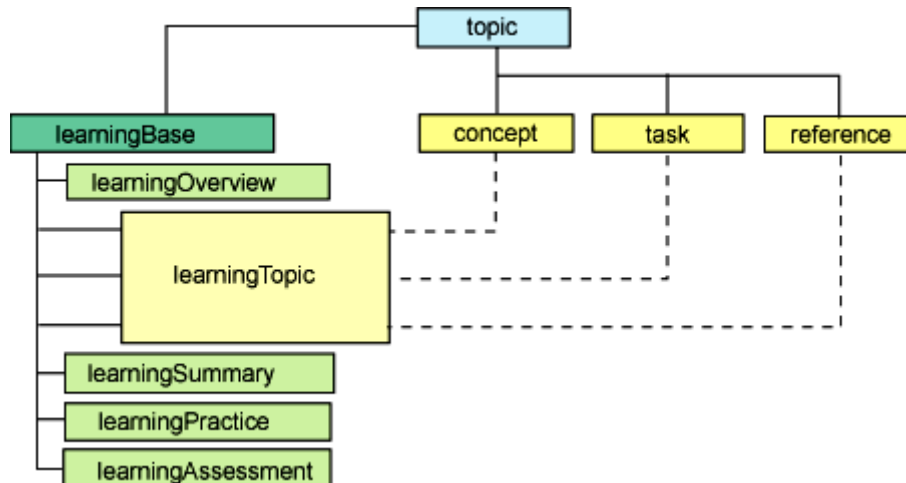 topic
learningBase
concept
task
reference
learningOverview
learningTopic
learningSummary
learningPractice
learningAssessment